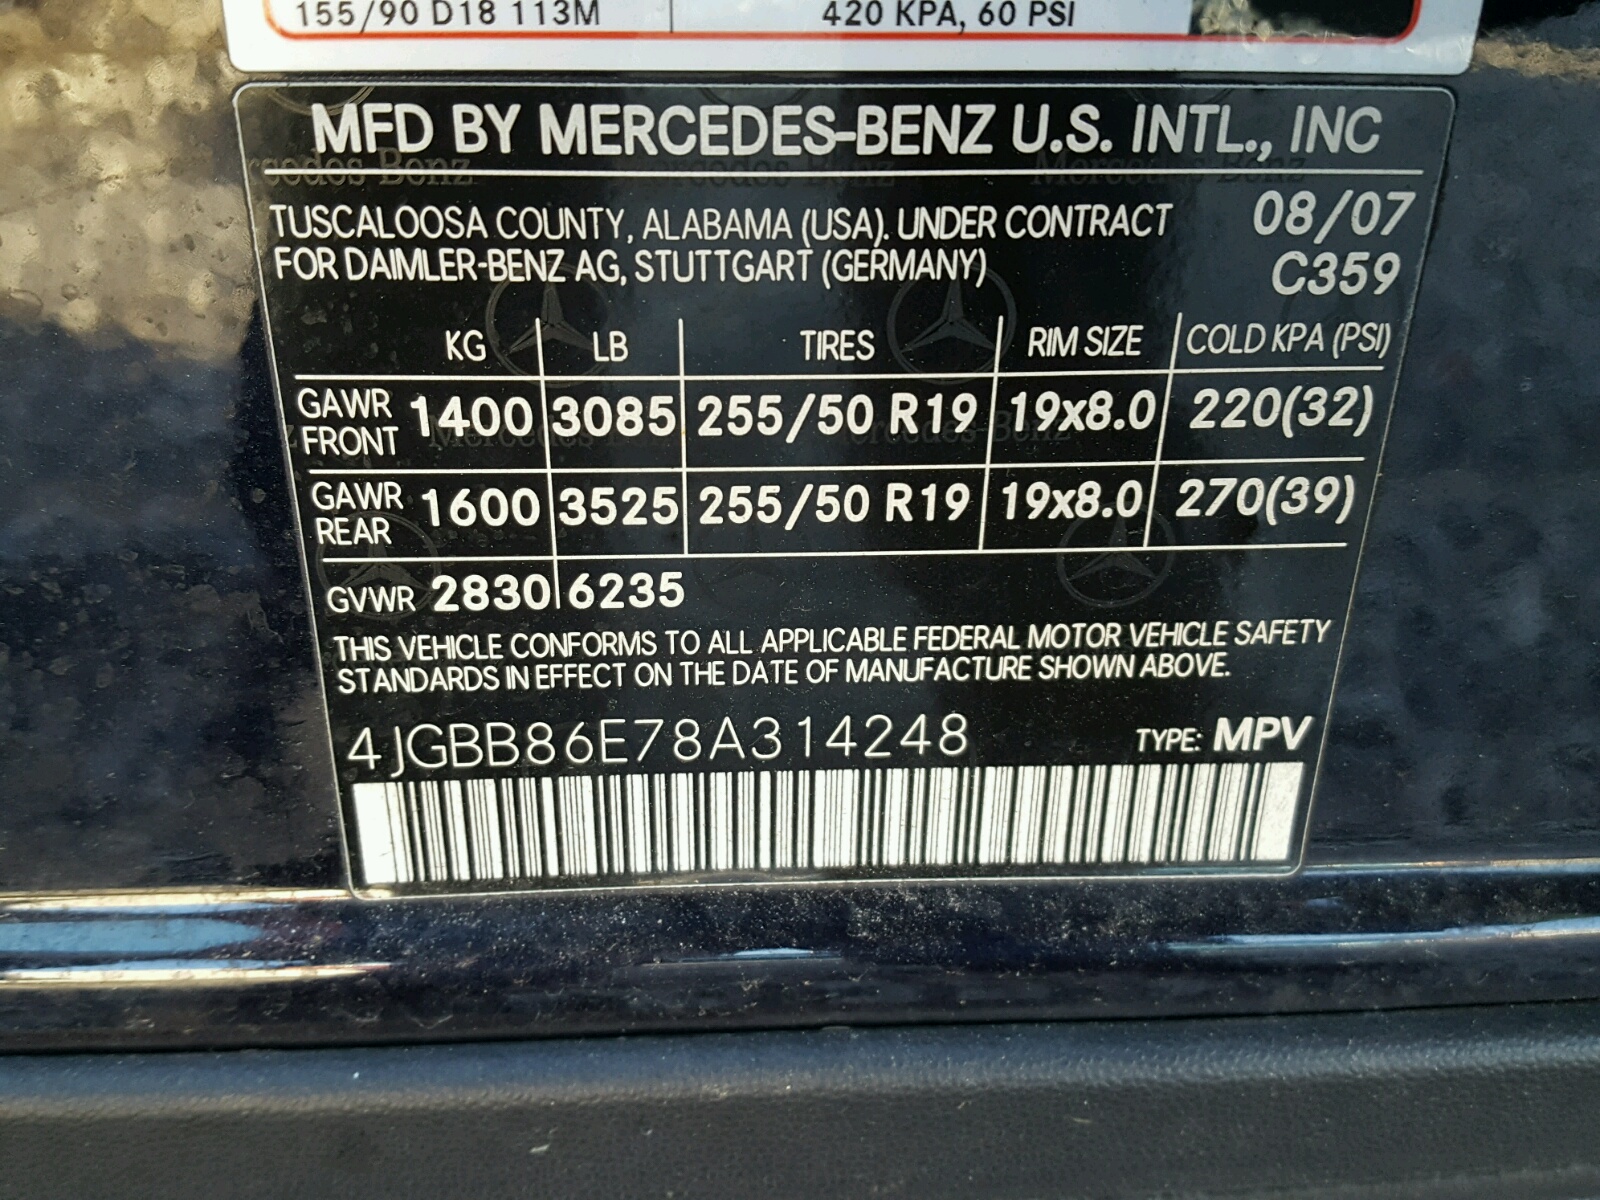 155/90 D18 113M 420 KPA, 60 PSI
MFD BY MERCEDES-BENZ U.S. INTL., INC
TUSCALOOSA COUNTY, ALABAMA (USA). UNDER CONTRACT 08/07
FOR DAIMLER-BENZ AG, STUTTGART (GERMANY) C359
KG LB TIRES RIM SIZE COLD KPA (PSI)
GAWR FRONT 1400 3085 255/50 R19 19x8.0 220(32)
GAWR REAR 1600 3525 255/50 R19 19x8.0 270(39)
GVWR 2830 6235
THIS VEHICLE CONFORMS TO ALL APPLICABLE FEDERAL MOTOR VEHICLE SAFETY
STANDARDS IN EFFECT ON THE DATE OF MANUFACTURE SHOWN ABOVE.
4JGBB86E78A314248 TYPE: MPV